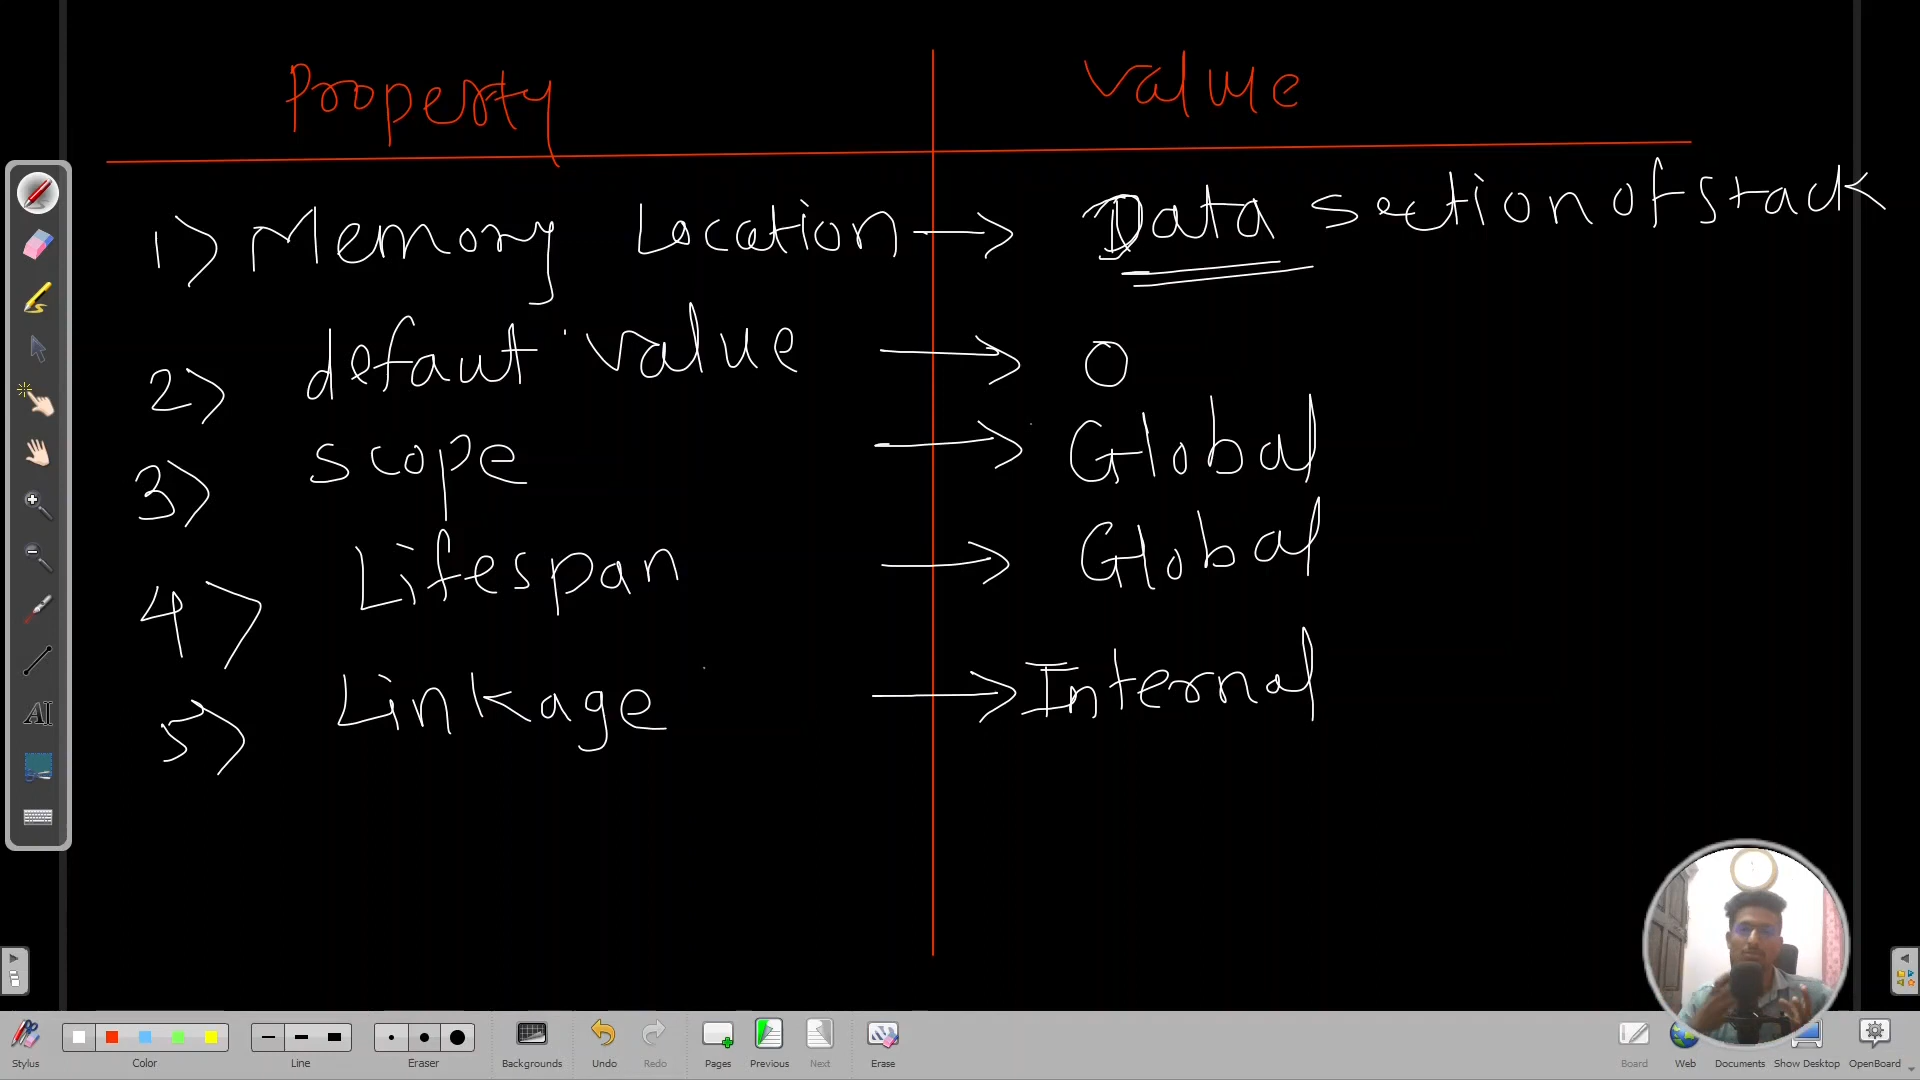 Property Value
1) Memory Location → Data section of stack
2) defaut value → 0
3) scope → Global
4) Lifespan → Global
5) Linkage → Internal
AI
Stylus Color Line Eraser Backgrounds Undo Redo Pages Previous Next Erase Board Web Documents Show Desktop OpenBoard